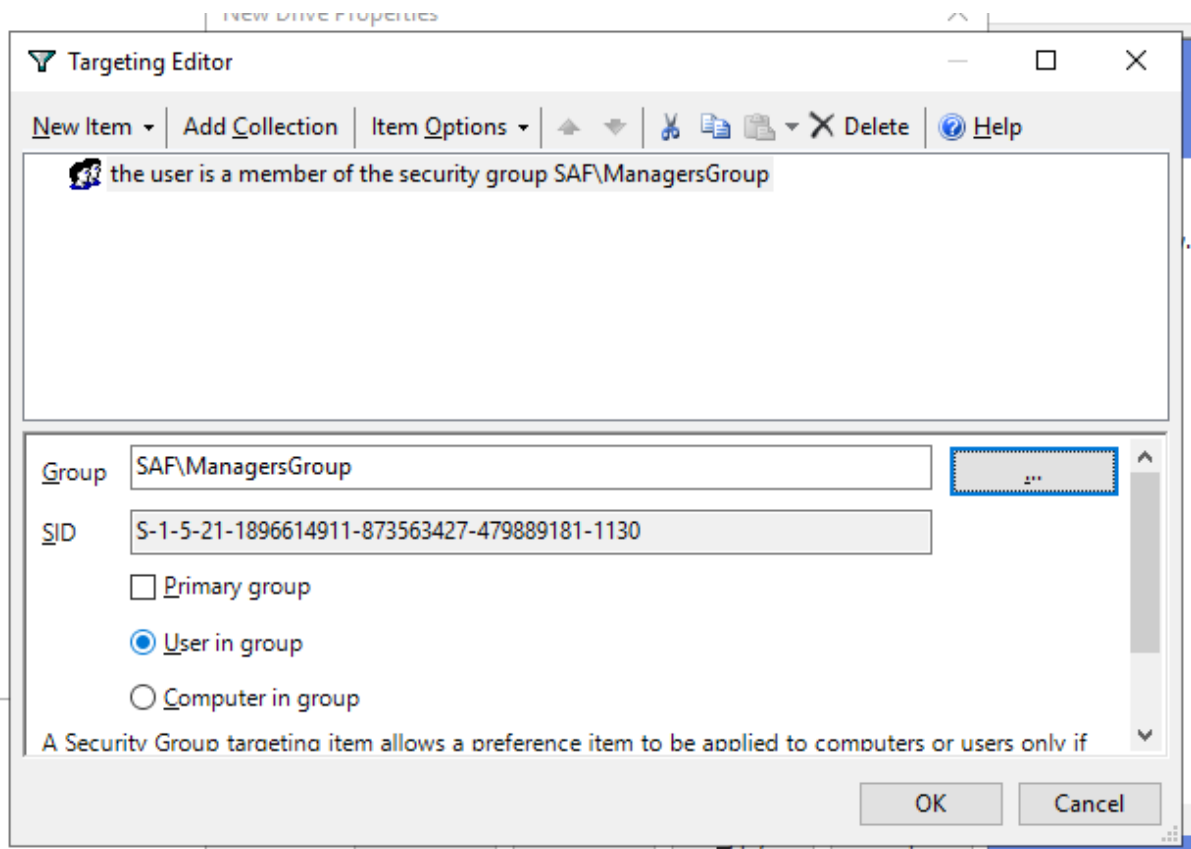 New Drive Properties
Targeting Editor
New Item Add Collection Item Options Delete Help
the user is a member of the security group SAF\ManagersGroup
Group SAF\ManagersGroup ...
SID S-1-5-21-1896614911-873563427-479889181-1130
Primary group
User in group
Computer in group
A Security Group targeting item allows a preference item to be applied to computers or users only if
OK Cancel